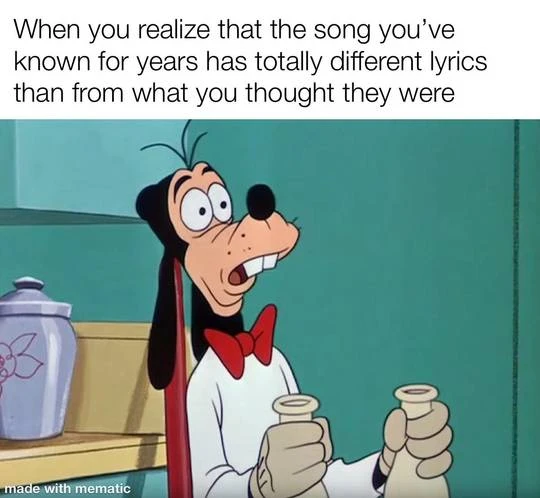 When you realize that the song you’ve
known for years has totally different lyrics
than from what you thought they were
made with mematic